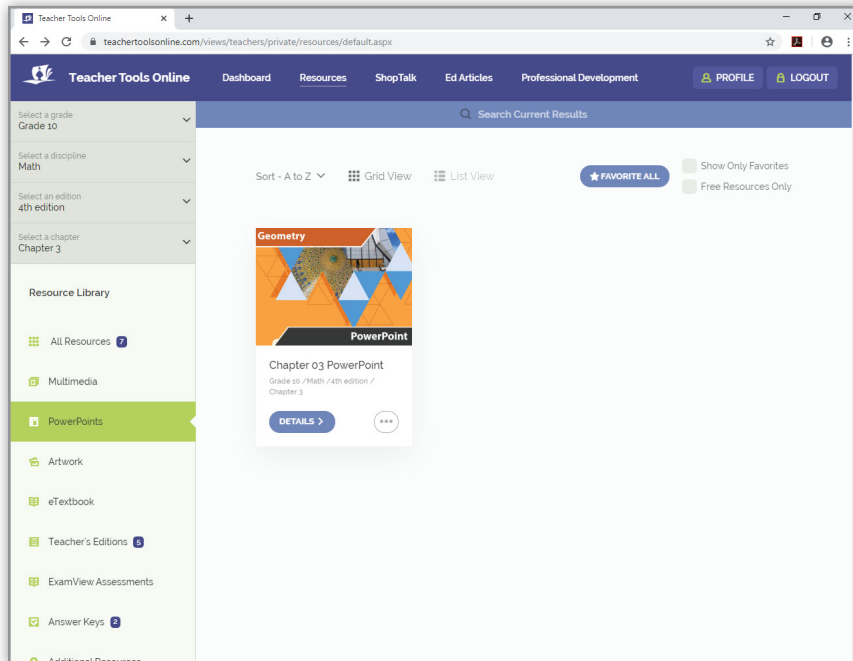 Teacher Tools Online
teachertoolsonline.com/views/teachers/private/resources/default.aspx
Teacher Tools Online
Dashboard
Resources
ShopTalk
Ed Articles
Professional Development
PROFILE
LOGOUT
Select a grade
Grade 10
Select a discipline
Math
Select an edition
4th edition
Select a chapter
Chapter 3
Resource Library
All Resources 7
Multimedia
PowerPoints
Artwork
eTextbook
Teacher's Editions 5
ExamView Assessments
Answer Keys 2
Additional Resources
Search Current Results
Sort - A to Z
Grid View
List View
FAVORITE ALL
Show Only Favorites
Free Resources Only
Geometry
PowerPoint
Chapter 03 PowerPoint
Grade 10 /Math /4th edition /
Chapter 3
DETAILS